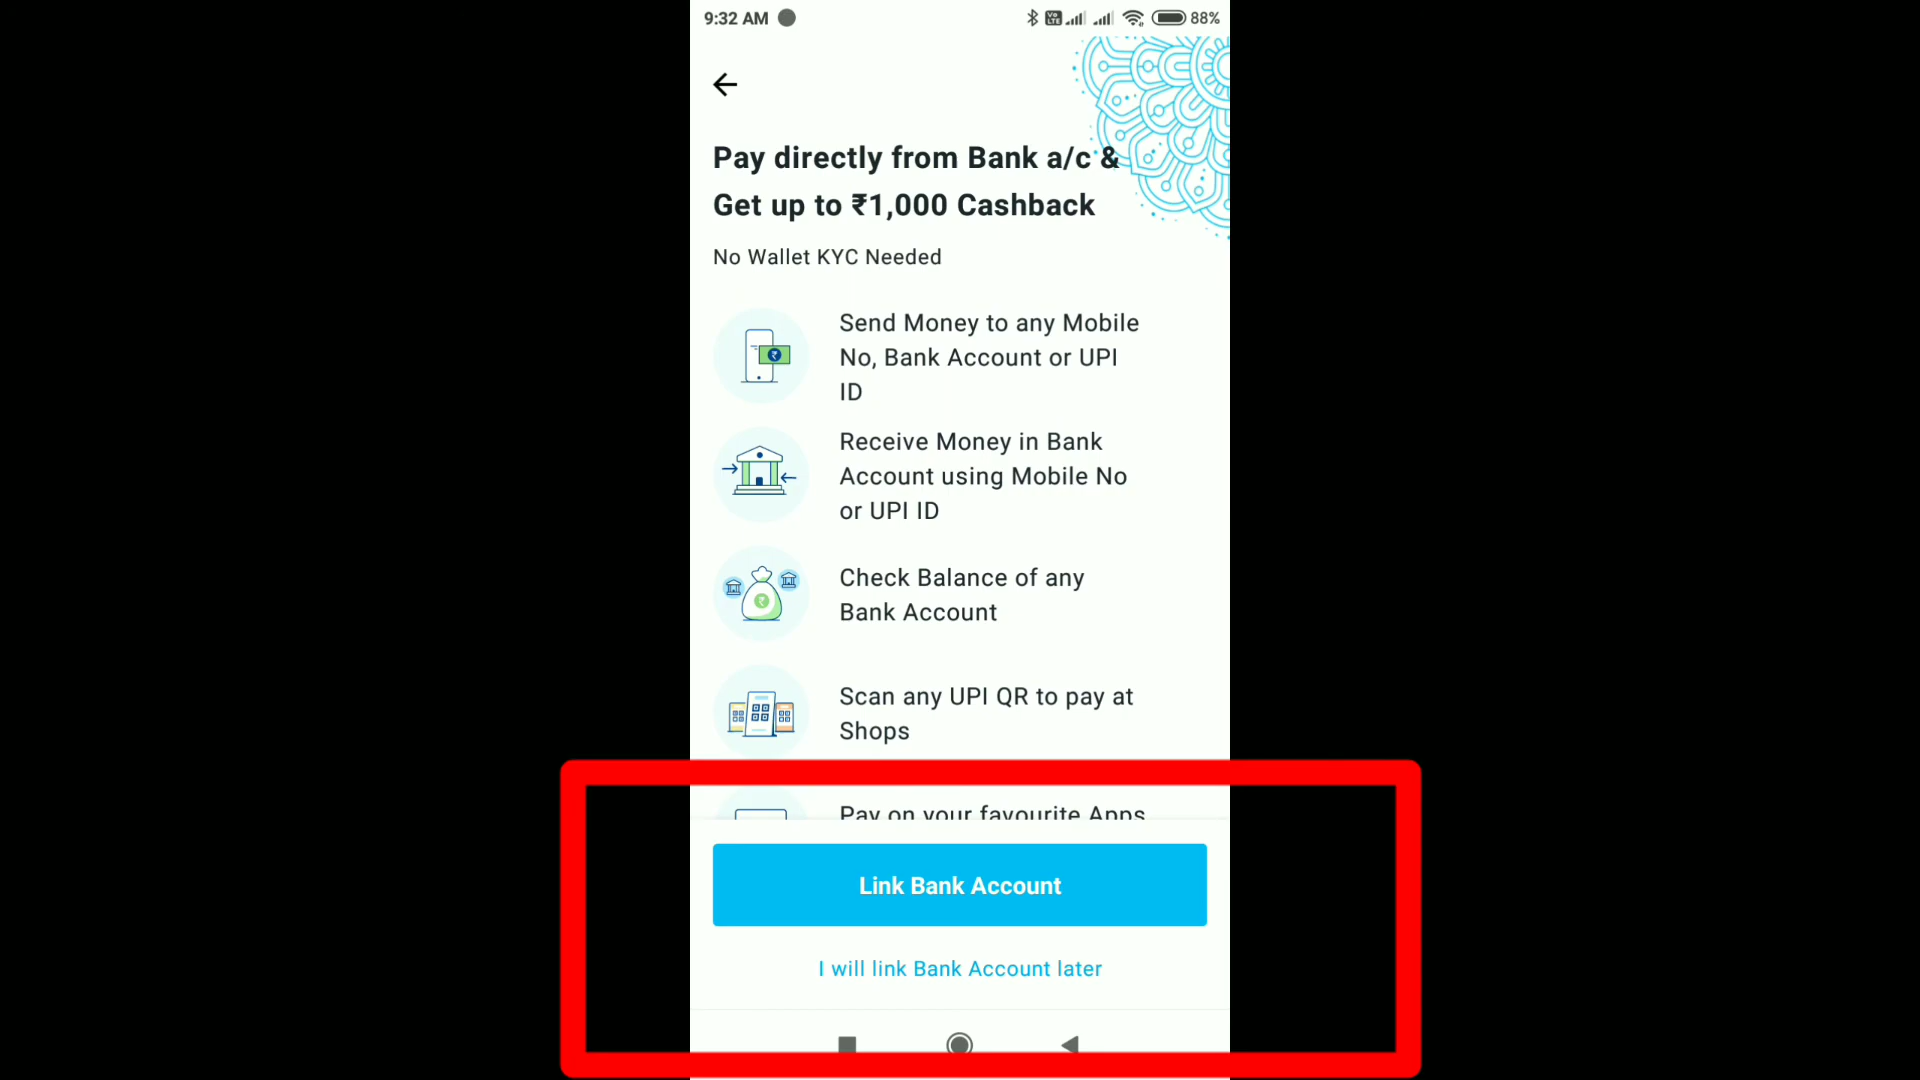 9:32 AM
88%
Pay directly from Bank a/c &
Get up to ₹1,000 Cashback
No Wallet KYC Needed
Send Money to any Mobile
No, Bank Account or UPI
ID
Receive Money in Bank
Account using Mobile No
or UPI ID
Check Balance of any
Bank Account
Scan any UPI QR to pay at
Shops
Pay on your favourite Apps
Link Bank Account
I will link Bank Account later